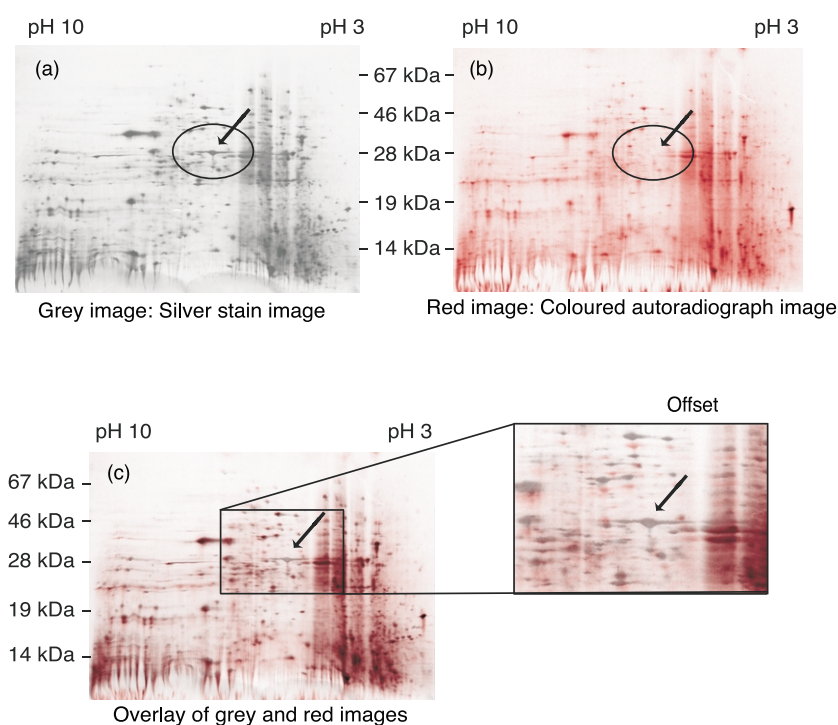 pH 10 pH 3 pH 10 pH 3
(a) (b)
67 kDa
46 kDa
28 kDa
19 kDa
14 kDa
Grey image: Silver stain image
Red image: Coloured autoradiograph image
Offset
pH 10 pH 3
(c)
67 kDa
46 kDa
28 kDa
19 kDa
14 kDa
Overlay of grey and red images